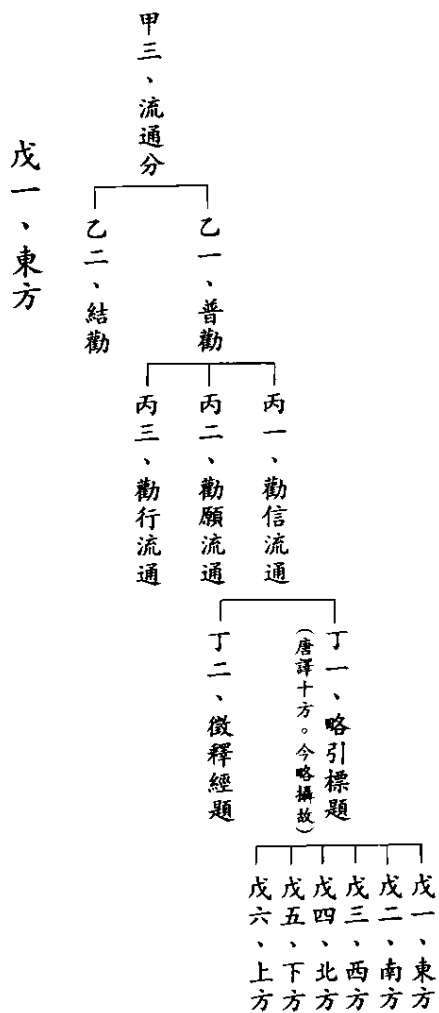 甲三、流通分
乙一、普勸
乙二、結勸
丙一、勸信流通
丙二、勸願流通
丙三、勸行流通
丁一、略引標題
(唐譯十方。今略攝故)
丁二、徵釋經題
戊一、東方
戊二、南方
戊三、西方
戊四、北方
戊五、下方
戊六、上方
戊一、東方